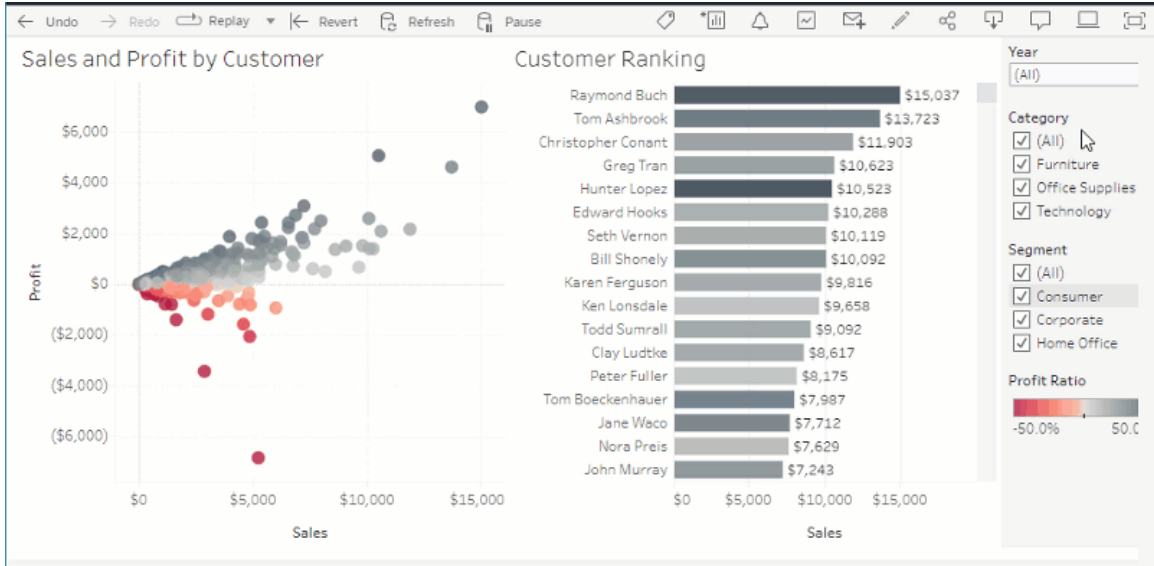 Undo Redo Replay Revert Refresh Pause
Sales and Profit by Customer
$6,000
$4,000
$2,000
$0
($2,000)
($4,000)
($6,000)
Profit
$0 $5,000 $10,000 $15,000
Sales
Customer Ranking
Raymond Buch $15,037
Tom Ashbrook $13,723
Christopher Conant $11,903
Greg Tran $10,623
Hunter Lopez $10,523
Edward Hooks $10,288
Seth Vernon $10,119
Bill Shonely $10,092
Karen Ferguson $9,816
Ken Lonsdale $9,658
Todd Sumrall $9,092
Clay Ludtke $8,617
Peter Fuller $8,175
Tom Boeckenhauer $7,987
Jane Waco $7,712
Nora Preis $7,629
John Murray $7,243
$0 $5,000 $10,000 $15,000
Sales
Year
(All)
Category
(All)
Furniture
Office Supplies
Technology
Segment
(All)
Consumer
Corporate
Home Office
Profit Ratio
-50.0% 50.0